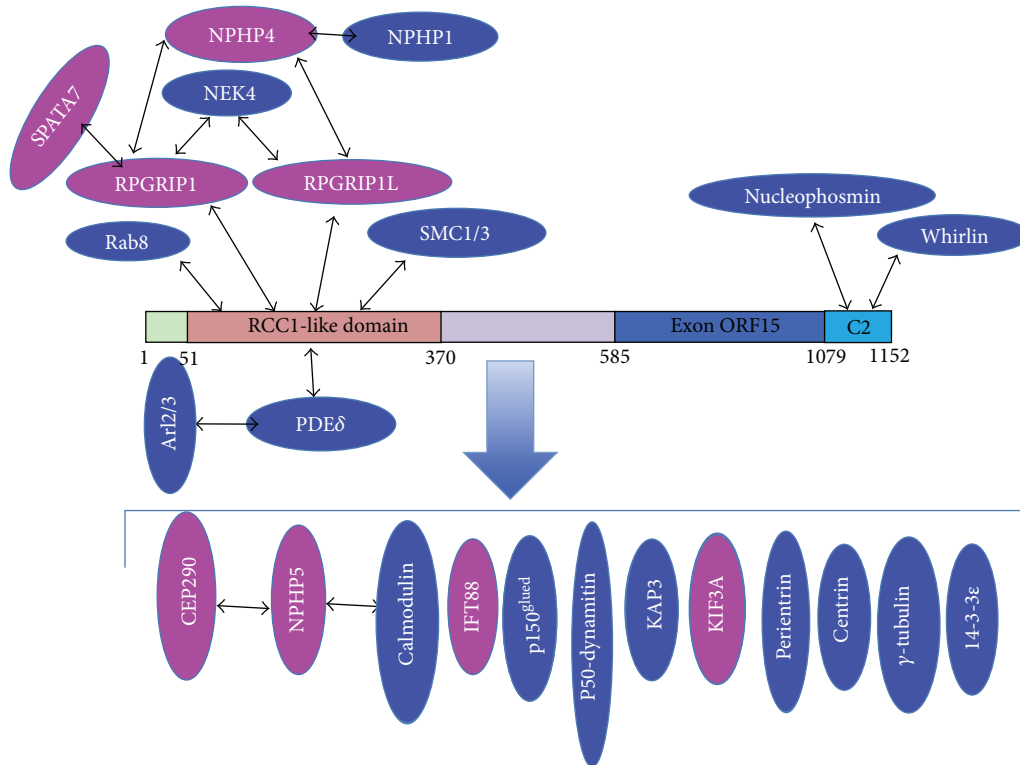 NPHP4
NPHP1
NEK4
SPATA7
RPGRIP1
RPGRIP1L
Nucleophosmin
Rab8
SMC1/3
Whirlin
RCC1-like domain
Exon ORF15
C2
1
51
370
585
1079
1152
Arl2/3
PDEδ
CEP290
NPHP5
Calmodulin
IFT88
p150glued
P50-dynamitin
KAP3
KIF3A
Perientrin
Centrin
γ-tubulin
14-3-3ε